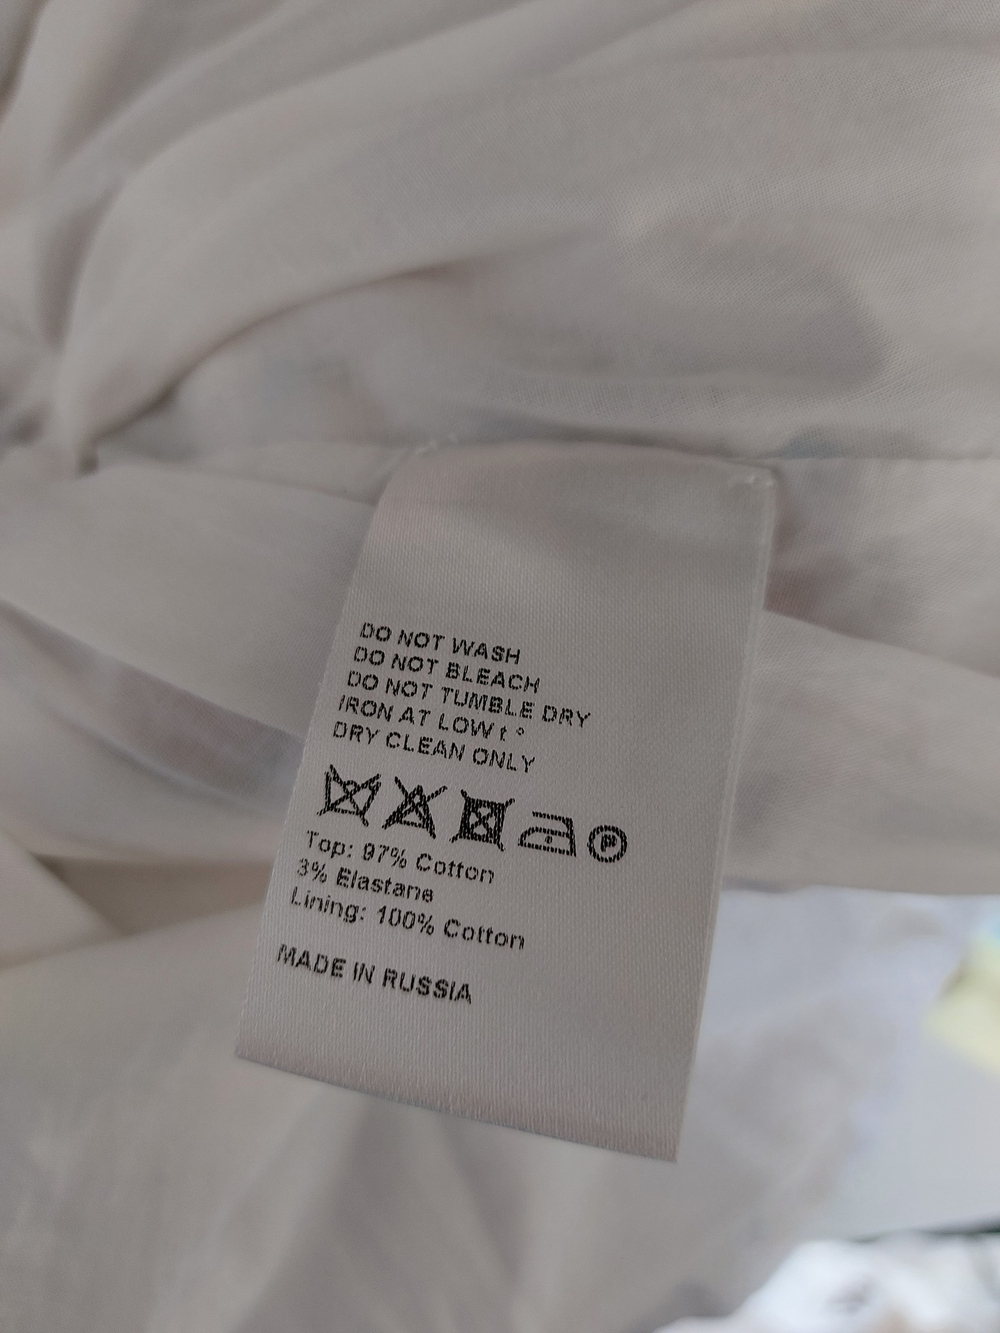 DO NOT WASH
DO NOT BLEACH
DO NOT TUMBLE DRY
IRON AT LOW t °
DRY CLEAN ONLY
P
Top: 97% Cotton
3% Elastane
Lining: 100% Cotton
MADE IN RUSSIA